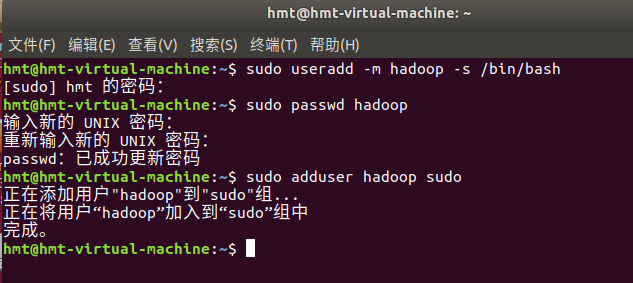 hmt@hmt-virtual-machine: ~
文件(F) 编辑(E) 查看(V) 搜索(S) 终端(T) 帮助(H)
hmt@hmt-virtual-machine:~$ sudo useradd -m hadoop -s /bin/bash
[sudo] hmt 的密码：
hmt@hmt-virtual-machine:~$ sudo passwd hadoop
输入新的 UNIX 密码：
重新输入新的 UNIX 密码：
passwd：已成功更新密码
hmt@hmt-virtual-machine:~$ sudo adduser hadoop sudo
正在添加用户"hadoop"到"sudo"组...
正在将用户“hadoop”加入到“sudo”组中
完成。
hmt@hmt-virtual-machine:~$